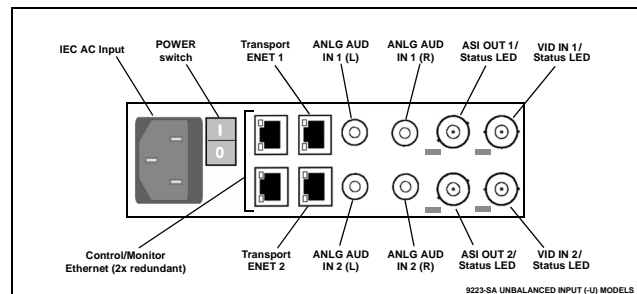 IEC AC Input
POWER
switch
Transport
ENET 1
ANLG AUD
IN 1 (L)
ANLG AUD
IN 1 (R)
ASI OUT 1/
Status LED
VID IN 1/
Status LED
I
0
Control/Monitor
Ethernet (2x redundant)
Transport
ENET 2
ANLG AUD
IN 2 (L)
ANLG AUD
IN 2 (R)
ASI OUT 2/
Status LED
VID IN 2/
Status LED
9223-SA UNBALANCED INPUT (-U) MODELS